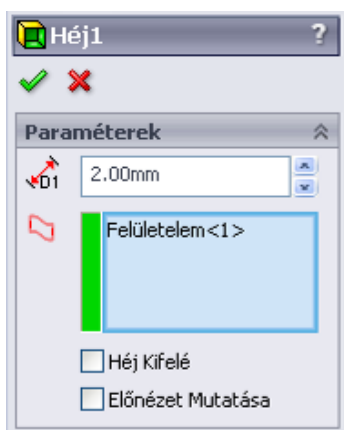 Héj1 ?
Paraméterek
D1 2.00mm
Felületelem<1>
Héj Kifelé
Előnézet Mutatása